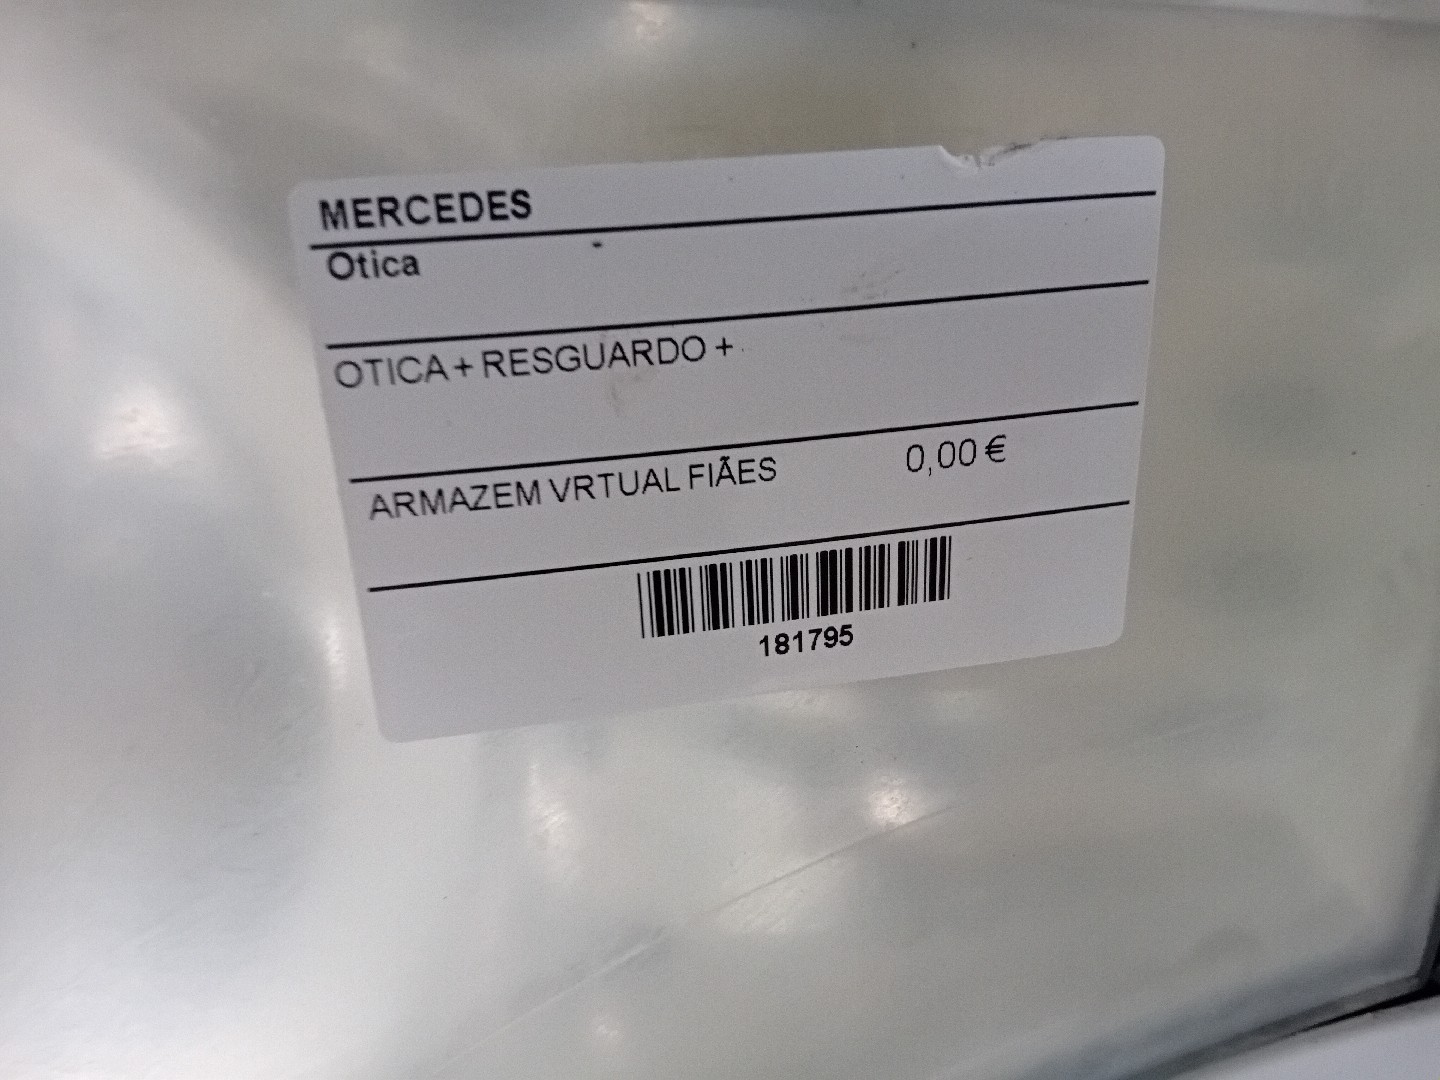 MERCEDES
Otica
OTICA+ RESGUARDO +
ARMAZEM VRTUAL FIÃES 0,00 €
181795